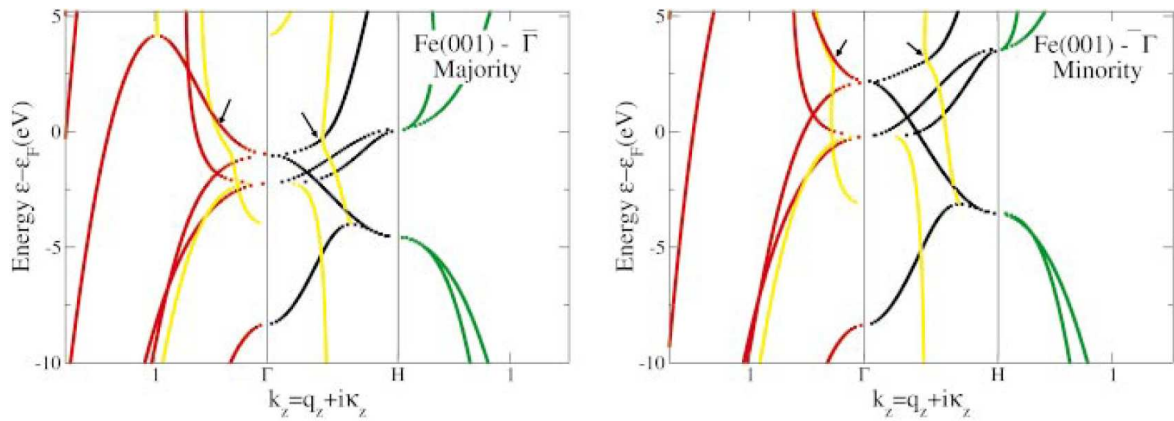 Fe(001) - Γ̅
Majority
Energy ε-ε_F(eV)
5
0
-5
-10
1
Γ
H
1
k_z=q_z+iκ_z
Fe(001) - ̅Γ
Minority
Energy ε-ε_F(eV)
5
0
-5
-10
1
Γ
H
1
k_z=q_z+iκ_z